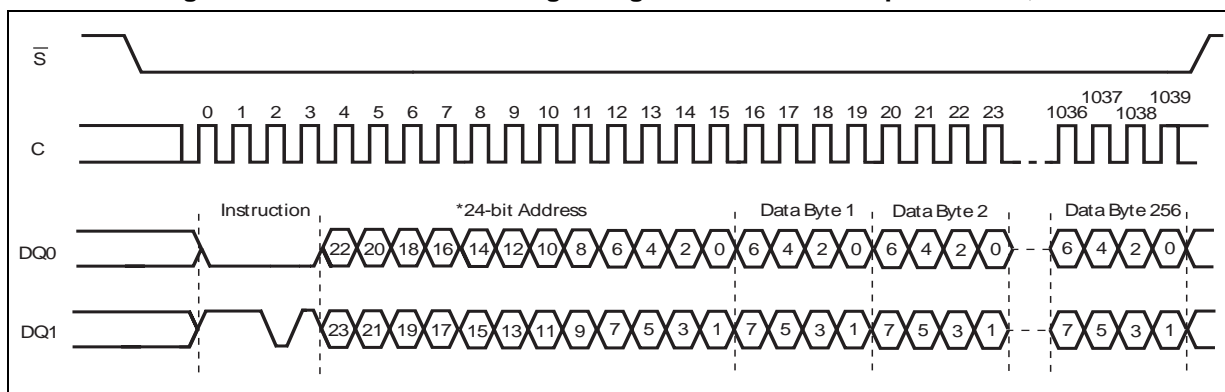 S
0 1 2 3 4 5 6 7 8 9 10 11 12 13 14 15 16 17 18 19 20 21 22 23 1036 1037 1038 1039
C
Instruction *24-bit Address Data Byte 1 Data Byte 2 Data Byte 256
DQ0 22 20 18 16 14 12 10 8 6 4 2 0 6 4 2 0 6 4 2 0 6 4 2 0
DQ1 23 21 19 17 15 13 11 9 7 5 3 1 7 5 3 1 7 5 3 1 7 5 3 1